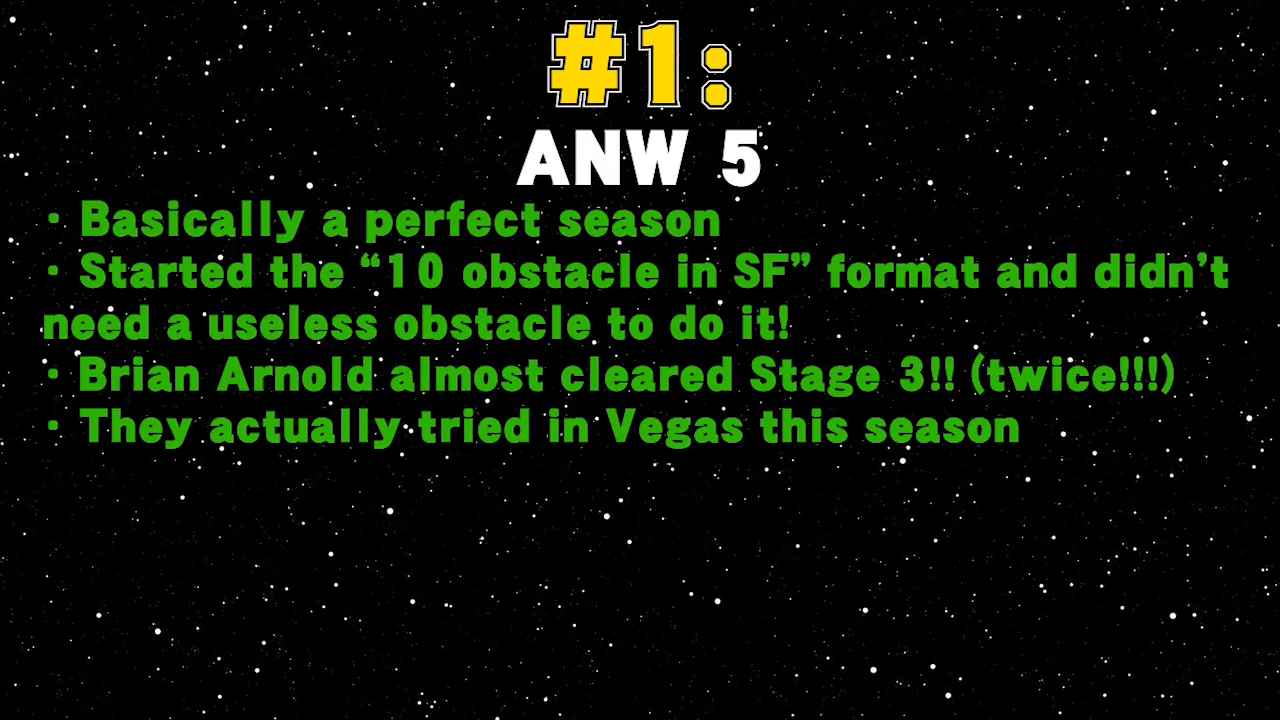 #1:
ANW 5
· Basically a perfect season
· Started the “10 obstacle in SF” format and didn’t
need a useless obstacle to do it!
· Brian Arnold almost cleared Stage 3!! (twice!!!)
· They actually tried in Vegas this season